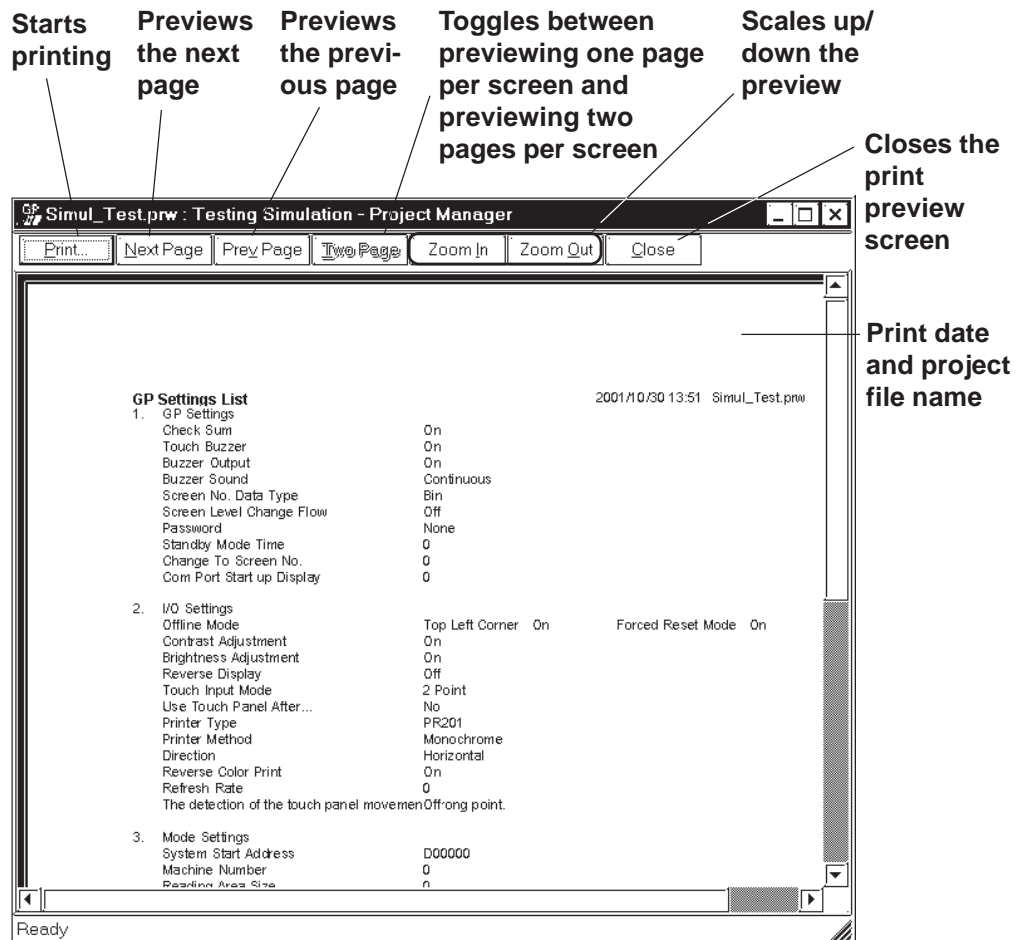 Starts
printing
Previews
the next
page
Previews
the previ-
ous page
Toggles between
previewing one page
per screen and
previewing two
pages per screen
Scales up/
down the
preview
Closes the
print
preview
screen
GP Simul_Test.prw : Testing Simulation - Project Manager
Print... Next Page Prev Page Two Page Zoom In Zoom Out Close
Print date
and project
file name
GP Settings List 2001/10/30 13:51 Simul_Test.prw
1. GP Settings
Check Sum On
Touch Buzzer On
Buzzer Output On
Buzzer Sound Continuous
Screen No. Data Type Bin
Screen Level Change Flow Off
Password None
Standby Mode Time 0
Change To Screen No. 0
Com Port Start up Display 0
2. I/O Settings
Offline Mode Top Left Corner On Forced Reset Mode On
Contrast Adjustment On
Brightness Adjustment On
Reverse Display Off
Touch Input Mode 2 Point
Use Touch Panel After... No
Printer Type PR201
Printer Method Monochrome
Direction Horizontal
Reverse Color Print On
Refresh Rate 0
The detection of the touch panel movemenOffrong point.
3. Mode Settings
System Start Address D00000
Machine Number 0
Reading Area Size 0
Ready